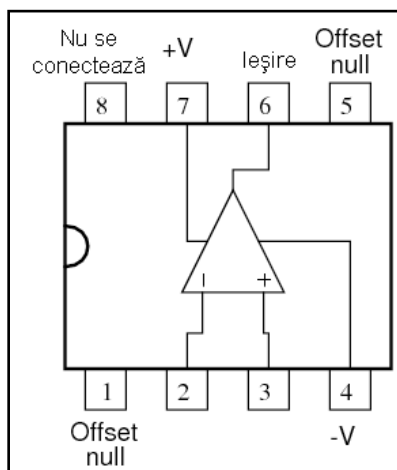 Nu se
conectează
+V
Ieşire
Offset
null
8
7
6
5
− +
1
2
3
4
Offset
null
-V